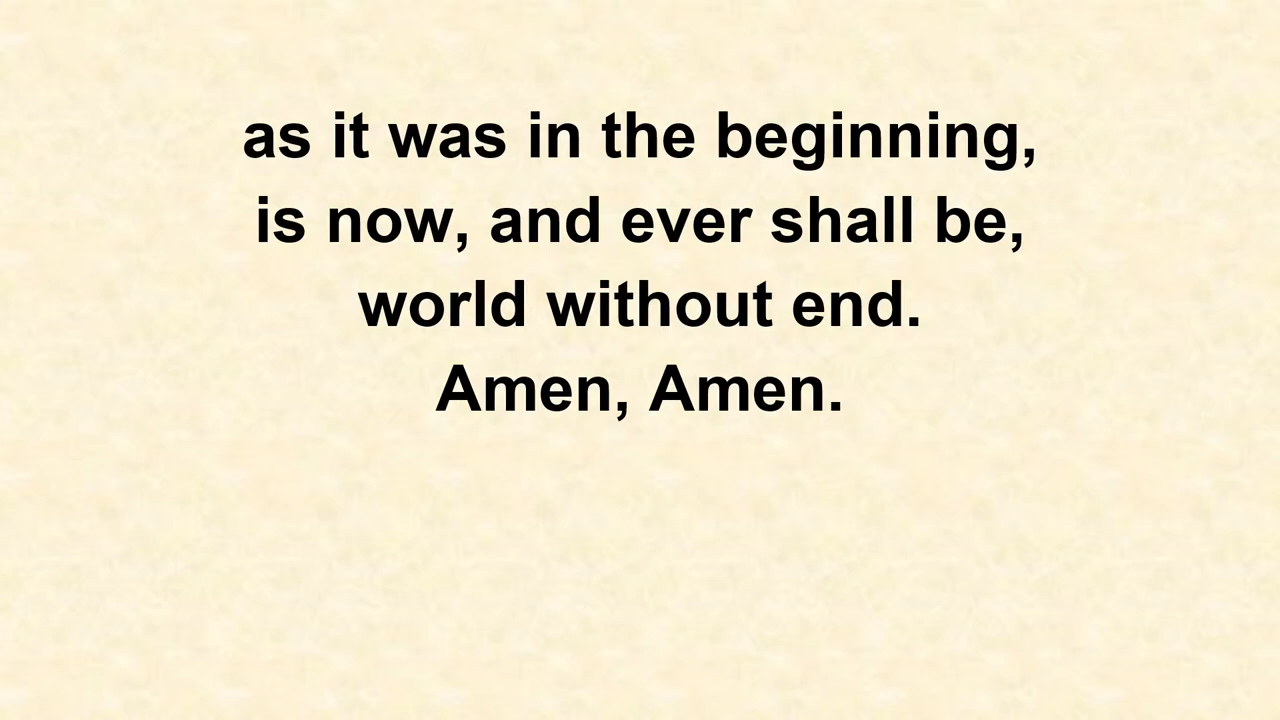 as it was in the beginning,
is now, and ever shall be,
world without end.
Amen, Amen.